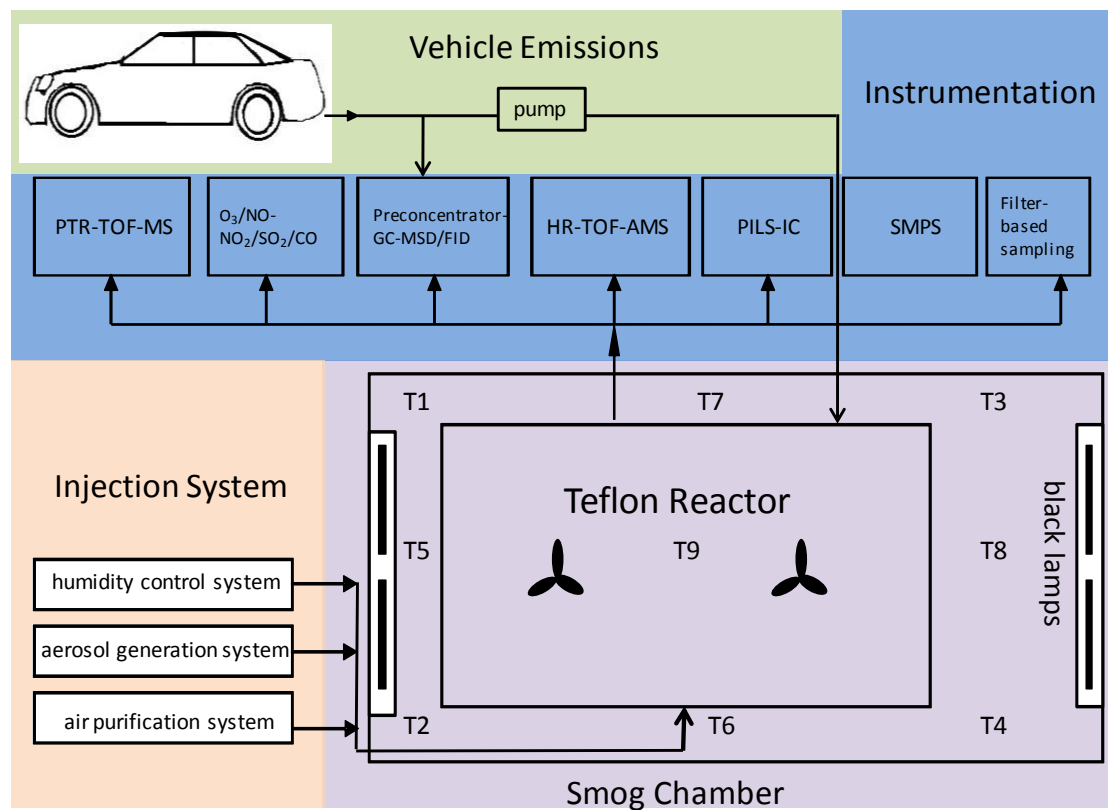 Vehicle Emissions
pump
Instrumentation
PTR-TOF-MS
O₃/NO-
NO₂/SO₂/CO
Preconcentrator-
GC-MSD/FID
HR-TOF-AMS
PILS-IC
SMPS
Filter-
based
sampling
T1
T7
T3
Injection System
Teflon Reactor
black lamps
T5
T9
T8
humidity control system
aerosol generation system
air purification system
T2
T6
T4
Smog Chamber